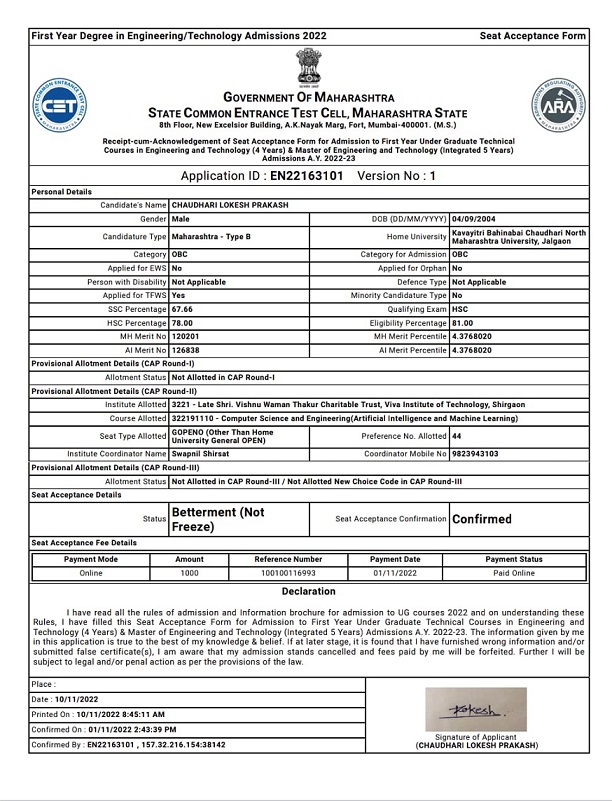 First Year Degree in Engineering/Technology Admissions 2022 Seat Acceptance Form
GOVERNMENT OF MAHARASHTRA
STATE COMMON ENTRANCE TEST CELL, MAHARASHTRA STATE
8th Floor, New Excelsior Building, A.K.Nayak Marg, Fort, Mumbai-400001. (M.S.)
STATE COMMON ENTRANCE TEST CELL
CET
MAHARASHTRA
ADMISSIONS REGULATING AUTHORITY
ARA
MAHARASHTRA
Receipt-cum-Acknowledgement of Seat Acceptance Form for Admission to First Year Under Graduate Technical
Courses in Engineering and Technology (4 Years) & Master of Engineering and Technology (Integrated 5 Years)
Admissions A.Y. 2022-23
Application ID : EN22163101 Version No : 1
Personal Details
Candidate's Name CHAUDHARI LOKESH PRAKASH
Gender Male DOB (DD/MM/YYYY) 04/09/2004
Candidature Type Maharashtra - Type B Home University Kavayitri Bahinabai Chaudhari North
Maharashtra University, Jalgaon
Category OBC Category for Admission OBC
Applied for EWS No Applied for Orphan No
Person with Disability Not Applicable Defence Type Not Applicable
Applied for TFWS Yes Minority Candidature Type No
SSC Percentage 67.66 Qualifying Exam HSC
HSC Percentage 78.00 Eligibility Percentage 81.00
MH Merit No 120201 MH Merit Percentile 4.3768020
AI Merit No 126838 AI Merit Percentile 4.3768020
Provisional Allotment Details (CAP Round-I)
Allotment Status Not Allotted in CAP Round-I
Provisional Allotment Details (CAP Round-II)
Institute Allotted 3221 - Late Shri. Vishnu Waman Thakur Charitable Trust, Viva Institute of Technology, Shirgaon
Course Allotted 322191110 - Computer Science and Engineering(Artificial Intelligence and Machine Learning)
Seat Type Allotted GOPENO (Other Than Home
University General OPEN) Preference No. Allotted 44
Institute Coordinator Name Swapnil Shirsat Coordinator Mobile No 9823943103
Provisional Allotment Details (CAP Round-III)
Allotment Status Not Allotted in CAP Round-III / Not Allotted New Choice Code in CAP Round-III
Seat Acceptance Details
Status Betterment (Not
Freeze) Seat Acceptance Confirmation Confirmed
Seat Acceptance Fee Details
Payment Mode Amount Reference Number Payment Date Payment Status
Online 1000 100100116993 01/11/2022 Paid Online
Declaration
I have read all the rules of admission and Information brochure for admission to UG courses 2022 and on understanding these
Rules, I have filled this Seat Acceptance Form for Admission to First Year Under Graduate Technical Courses in Engineering and
Technology (4 Years) & Master of Engineering and Technology (Integrated 5 Years) Admissions A.Y. 2022-23. The information given by me
in this application is true to the best of my knowledge & belief. If at later stage, it is found that I have furnished wrong information and/or
submitted false certificate(s), I am aware that my admission stands cancelled and fees paid by me will be forfeited. Further I will be
subject to legal and/or penal action as per the provisions of the law.
Place :
Date : 10/11/2022
Printed On : 10/11/2022 8:45:11 AM
Confirmed On : 01/11/2022 2:43:39 PM
Confirmed By : EN22163101 , 157.32.216.154:38142
Lokesh.
Signature of Applicant
(CHAUDHARI LOKESH PRAKASH)